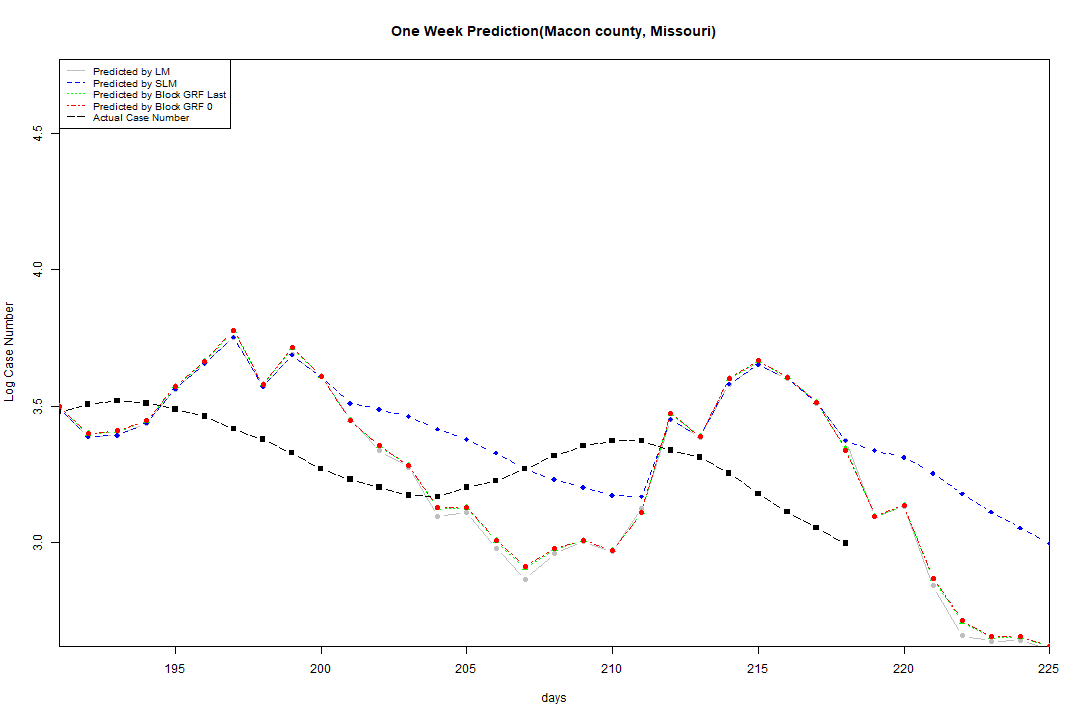 One Week Prediction(Macon county, Missouri)
Predicted by LM
Predicted by SLM
Predicted by Block GRF Last
Predicted by Block GRF 0
Actual Case Number
4.5
4.0
3.5
3.0
Log Case Number
195 200 205 210 215 220 225
days